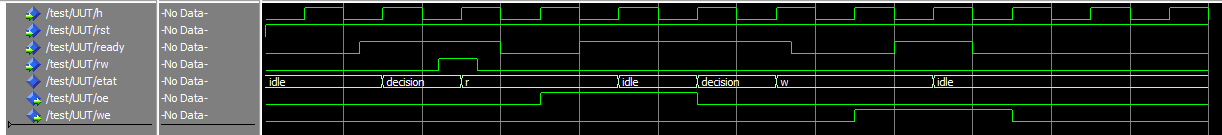 /test/UUT/h -No Data-
/test/UUT/rst -No Data-
/test/UUT/ready -No Data-
/test/UUT/rw -No Data-
/test/UUT/etat -No Data- idle decision r idle decision w idle
/test/UUT/oe -No Data-
/test/UUT/we -No Data-